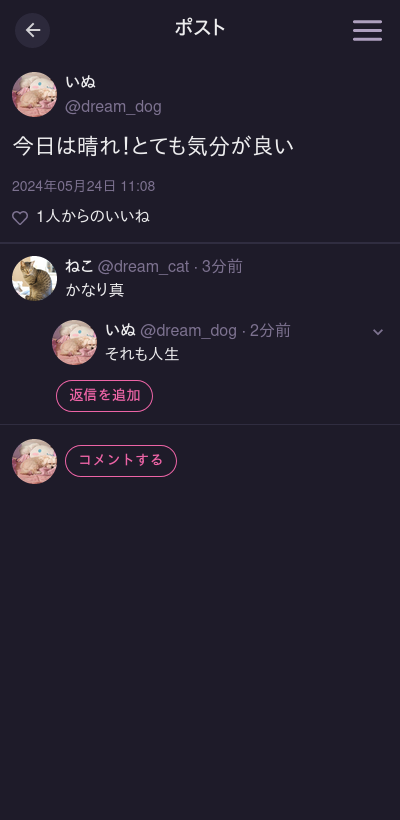 ポスト
いぬ
@dream_dog
今日は晴れ！とても気分が良い
2024年05月24日 11:08
1人からのいいね
ねこ @dream_cat · 3分前
かなり真
いぬ @dream_dog · 2分前
それも人生
返信を追加
コメントする